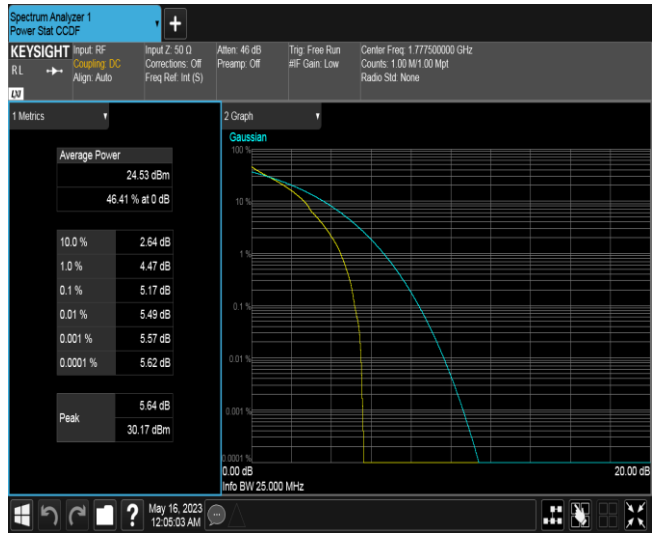 Spectrum Analyzer 1
Power Stat CCDF
+
KEYSIGHT Input: RF Input Z: 50 Ω Atten: 46 dB Trig: Free Run Center Freq: 1.777500000 GHz
RL Coupling: DC Corrections: Off Preamp: Off #IF Gain: Low Counts: 1.00 M/1.00 Mpt
Align: Auto Freq Ref: Int (S) Radio Std: None
LXI
1 Metrics
Average Power
24.53 dBm
46.41 % at 0 dB
10.0 % 2.64 dB
1.0 % 4.47 dB
0.1 % 5.17 dB
0.01 % 5.49 dB
0.001 % 5.57 dB
0.0001 % 5.62 dB
Peak 5.64 dB
30.17 dBm
2 Graph
Gaussian
100 %
10 %
1 %
0.1 %
0.01 %
0.001 %
0.0001 %
0.00 dB 20.00 dB
Info BW 25.000 MHz
? May 16, 2023
12:05:03 AM